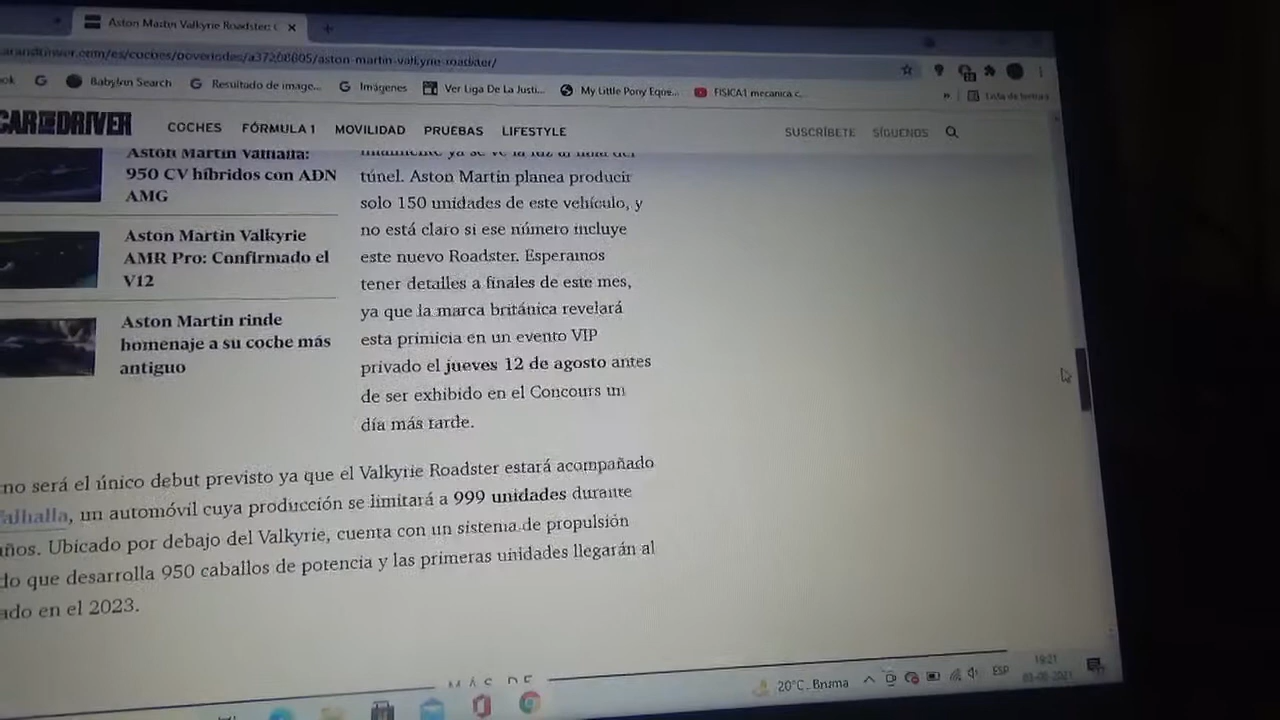 Aston Martin Valkyrie Roadster: C
arandriver.com/es/coches/novedades/a37268605/aston-martin-valkyrie-roadster/
ok
Babylon Search
Resultado de image...
Imágenes
Ver Liga De La Justi...
My Little Pony Eque...
FISICA1 mecanica c...
»
Lista de lectura
CAR AND DRIVER
COCHES
FÓRMULA 1
MOVILIDAD
PRUEBAS
LIFESTYLE
SUSCRÍBETE
SÍGUENOS
Aston Martin Valhalla:
950 CV híbridos con ADN
AMG
Aston Martin Valkyrie
AMR Pro: Confirmado el
V12
Aston Martin rinde
homenaje a su coche más
antiguo
finalmente ya se ve la luz al final del
túnel. Aston Martin planea producir
solo 150 unidades de este vehículo, y
no está claro si ese número incluye
este nuevo Roadster. Esperamos
tener detalles a finales de este mes,
ya que la marca británica revelará
esta primicia en un evento VIP
privado el jueves 12 de agosto antes
de ser exhibido en el Concours un
día más tarde.
no será el único debut previsto ya que el Valkyrie Roadster estará acompañado
Valhalla, un automóvil cuya producción se limitará a 999 unidades durante
años. Ubicado por debajo del Valkyrie, cuenta con un sistema de propulsión
do que desarrolla 950 caballos de potencia y las primeras unidades llegarán al
ado en el 2023.
MÁS DE
20°C Bruma
ESP
19:21